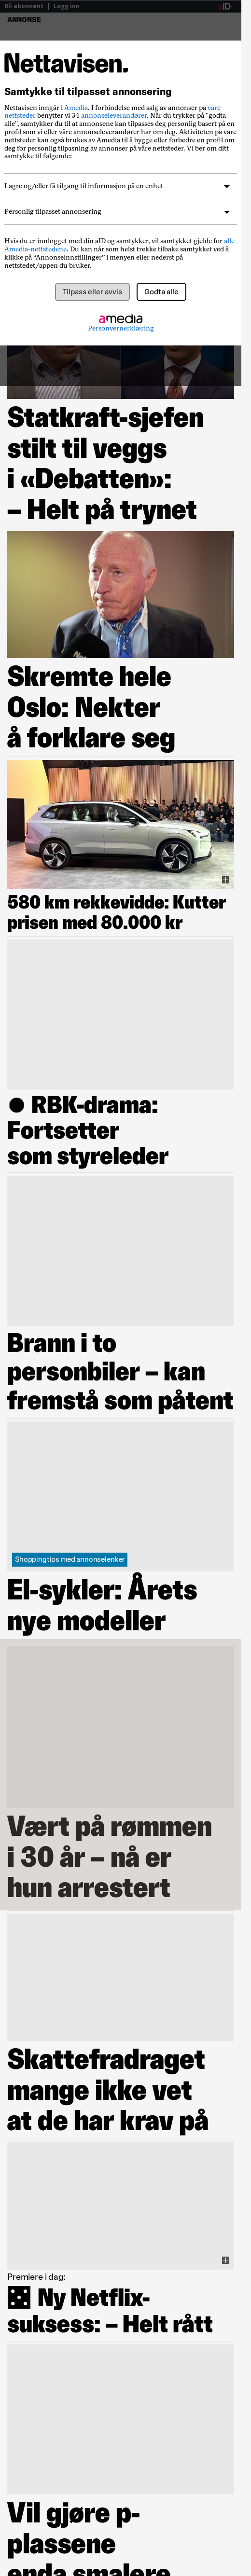 Bli abonnent | Logg inn
aID
ANNONSE
Nettavisen.
Samtykke til tilpasset annonsering
Nettavisen inngår i Amedia. I forbindelse med salg av annonser på våre
nettsteder benytter vi 34 annonseleverandører. Når du trykker på "godta
alle", samtykker du til at annonsene kan tilpasses deg personlig basert på en
profil som vi eller våre annonseleverandører har om deg. Aktiviteten på våre
nettsteder kan også brukes av Amedia til å bygge eller forbedre en profil om
deg for personlig tilpasning av annonser på våre nettsteder. Vi ber om ditt
samtykke til følgende:
Lagre og/eller få tilgang til informasjon på en enhet
Personlig tilpasset annonsering
Hvis du er innlogget med din aID og samtykker, vil samtykket gjelde for alle
Amedia-nettstedene. Du kan når som helst trekke tilbake samtykket ved å
klikke på “Annonseinnstillinger” i menyen eller nederst på
nettstedet/appen du bruker.
Tilpass eller avvis
Godta alle
amedia
Personvernerklæring
Statkraft-sjefen
stilt til veggs
i «Debatten»:
– Helt på trynet
Skremte hele
Oslo: Nekter
å forklare seg
580 km rekkevidde: Kutter
prisen med 80.000 kr
RBK-drama:
Fortsetter
som styreleder
Brann i to
personbiler – kan
fremstå som påtent
Shoppingtips med annonselenker
El-sykler: Årets
nye modeller
Vært på rømmen
i 30 år – nå er
hun arrestert
Skattefradraget
mange ikke vet
at de har krav på
Premiere i dag:
Ny Netflix-
suksess: – Helt rått
Vil gjøre p-
plassene
enda smalere